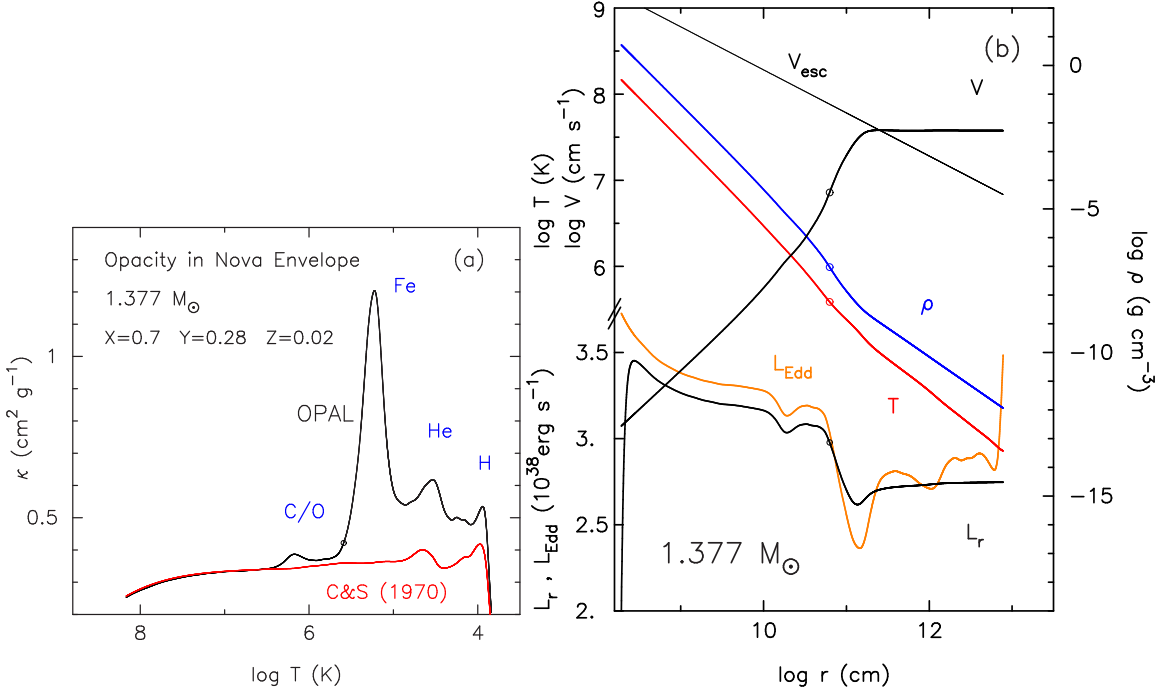 Opacity in Nova Envelope
(a)
1.377 M⊙
X=0.7 Y=0.28 Z=0.02
Fe
OPAL
He
H
C/O
C&S (1970)
κ (cm² g⁻¹)
1
0.5
8
6
4
log T (K)
(b)
V_esc
V
ρ
L_Edd
T
L_r
1.377 M⊙
log T (K)
log V (cm s⁻¹)
L_r , L_Edd (10³⁸erg s⁻¹)
9
8
7
6
3.5
3
2.5
2.
10
12
log r (cm)
0
−5
−10
−15
log ρ (g cm⁻³)